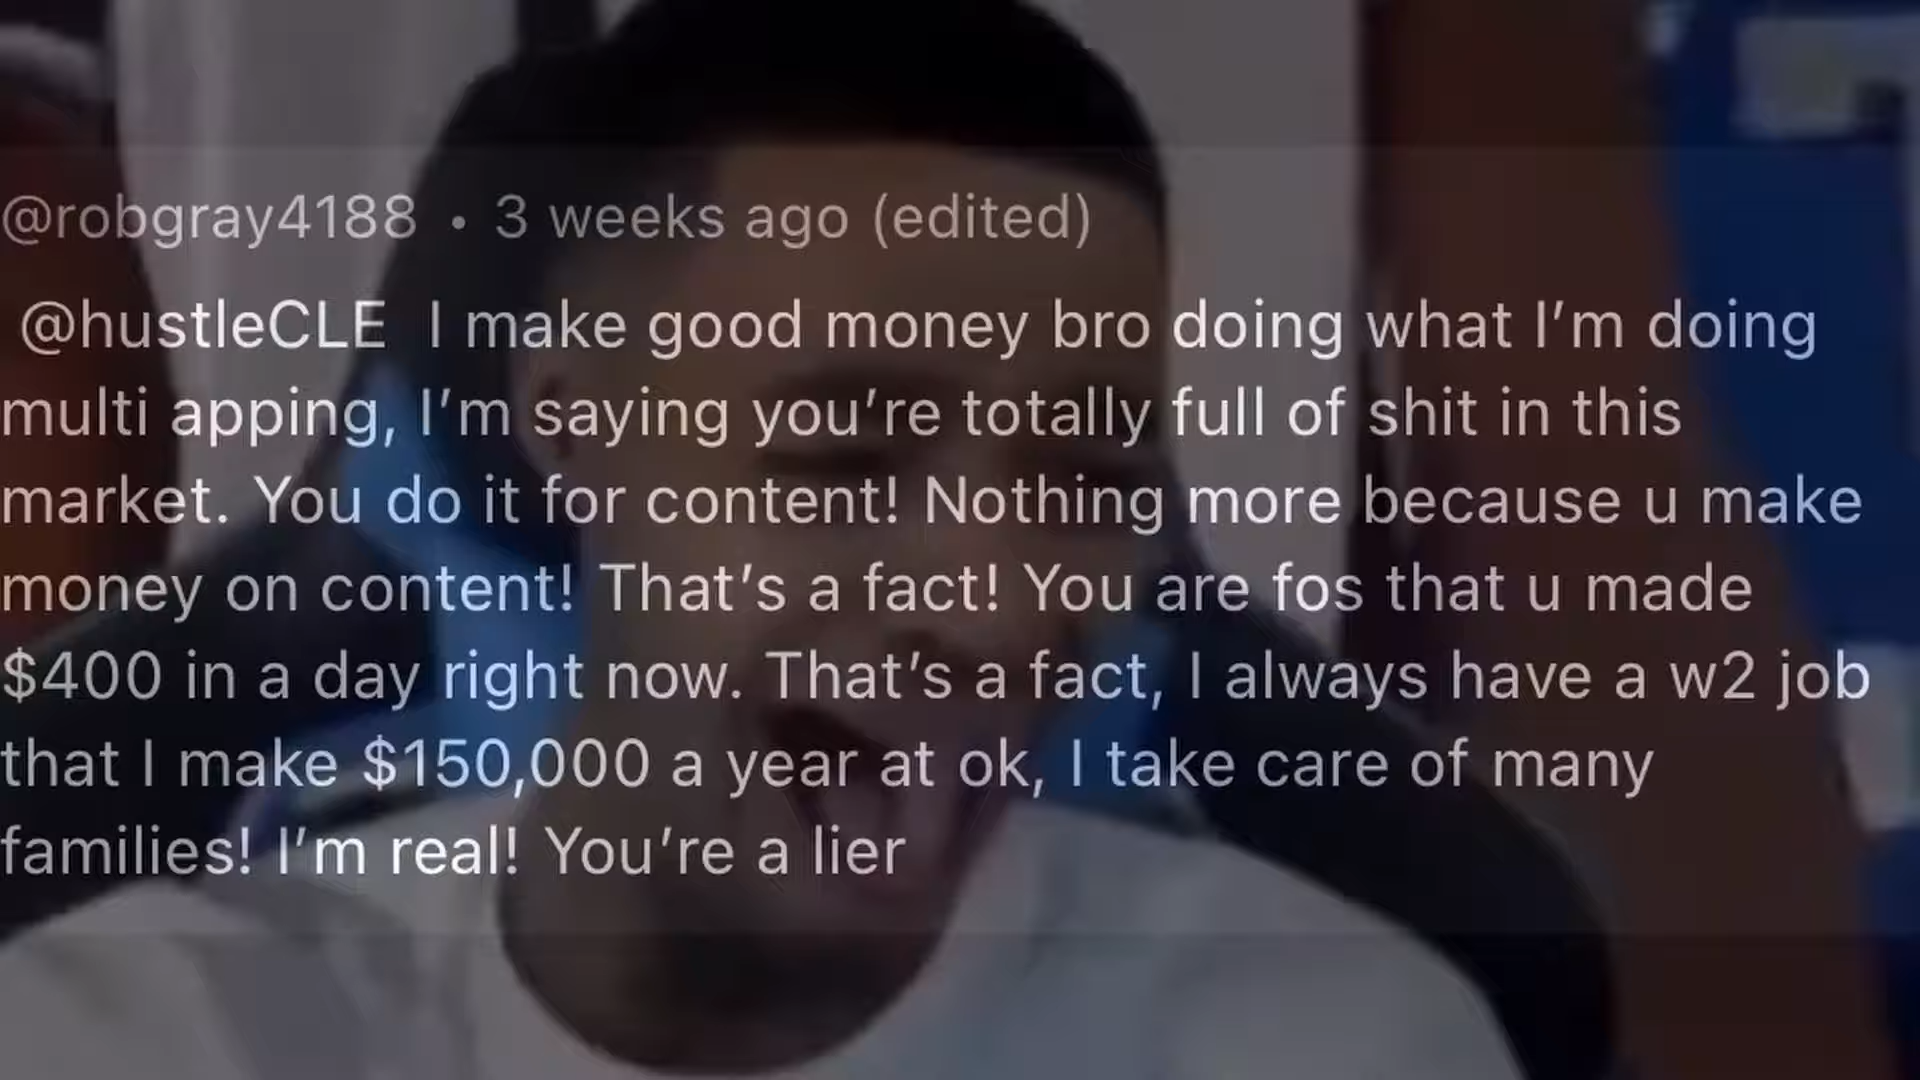 @robgray4188 • 3 weeks ago (edited)
@hustleCLE I make good money bro doing what I’m doing
multi apping, I’m saying you’re totally full of shit in this
market. You do it for content! Nothing more because u make
money on content! That’s a fact! You are fos that u made
$400 in a day right now. That’s a fact, I always have a w2 job
that I make $150,000 a year at ok, I take care of many
families! I’m real! You’re a lier